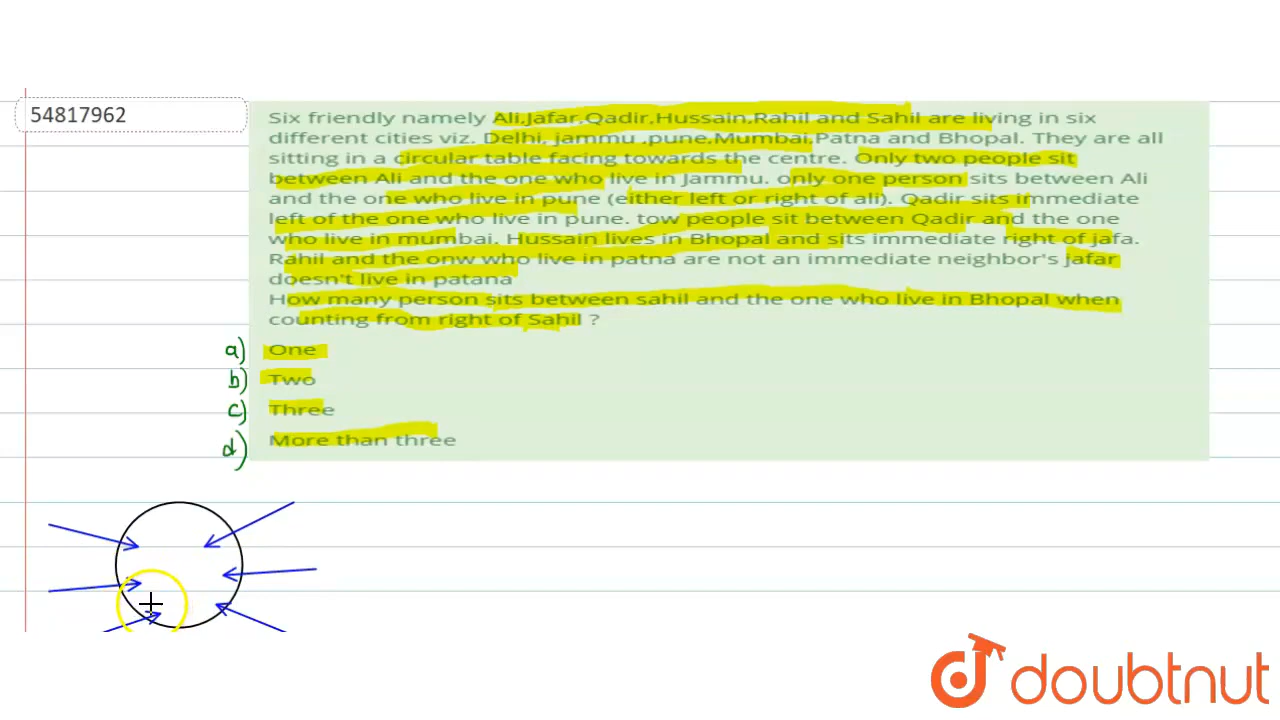 54817962
Six friendly namely Ali,Jafar,Qadir,Hussain,Rahil and Sahil are living in six
different cities viz. Delhi, jammu ,pune,Mumbai,Patna and Bhopal. They are all
sitting in a circular table facing towards the centre. Only two people sit
between Ali and the one who live in Jammu. only one person sits between Ali
and the one who live in pune (either left or right of ali). Qadir sits immediate
left of the one who live in pune. tow people sit between Qadir and the one
who live in mumbai. Hussain lives in Bhopal and sits immediate right of jafa.
Rahil and the onw who live in patna are not an immediate neighbor's jafar
doesn't live in patana
How many person sits between sahil and the one who live in Bhopal when
counting from right of Sahil ?
a) One
b) Two
c) Three
d) More than three
doubtnut